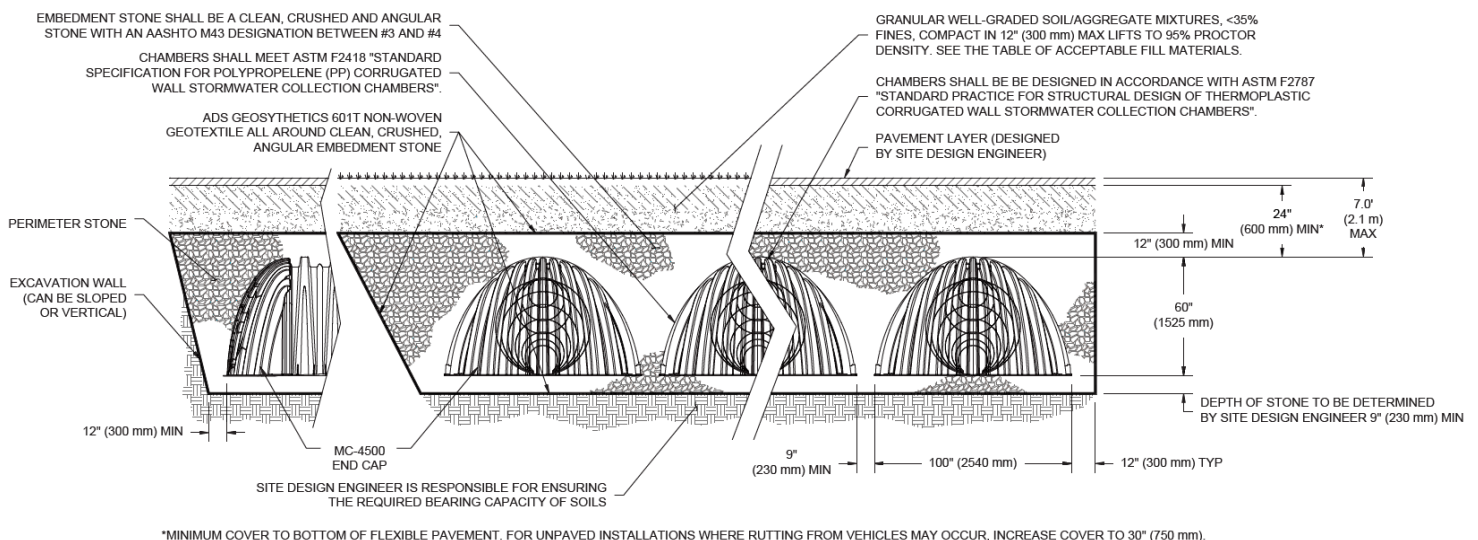 EMBEDMENT STONE SHALL BE A CLEAN, CRUSHED AND ANGULAR
STONE WITH AN AASHTO M43 DESIGNATION BETWEEN #3 AND #4
CHAMBERS SHALL MEET ASTM F2418 "STANDARD
SPECIFICATION FOR POLYPROPELENE (PP) CORRUGATED
WALL STORMWATER COLLECTION CHAMBERS".
ADS GEOSYTHETICS 601T NON-WOVEN
GEOTEXTILE ALL AROUND CLEAN, CRUSHED,
ANGULAR EMBEDMENT STONE
GRANULAR WELL-GRADED SOIL/AGGREGATE MIXTURES, <35%
FINES, COMPACT IN 12" (300 mm) MAX LIFTS TO 95% PROCTOR
DENSITY. SEE THE TABLE OF ACCEPTABLE FILL MATERIALS.
CHAMBERS SHALL BE BE DESIGNED IN ACCORDANCE WITH ASTM F2787
"STANDARD PRACTICE FOR STRUCTURAL DESIGN OF THERMOPLASTIC
CORRUGATED WALL STORMWATER COLLECTION CHAMBERS".
PAVEMENT LAYER (DESIGNED
BY SITE DESIGN ENGINEER)
PERIMETER STONE
EXCAVATION WALL
(CAN BE SLOPED
OR VERTICAL)
12" (300 mm) MIN
24"
(600 mm) MIN*
7.0'
(2.1 m)
MAX
60"
(1525 mm)
DEPTH OF STONE TO BE DETERMINED
BY SITE DESIGN ENGINEER 9" (230 mm) MIN
12" (300 mm) MIN
MC-4500
END CAP
9"
(230 mm) MIN
100" (2540 mm)
12" (300 mm) TYP
SITE DESIGN ENGINEER IS RESPONSIBLE FOR ENSURING
THE REQUIRED BEARING CAPACITY OF SOILS
*MINIMUM COVER TO BOTTOM OF FLEXIBLE PAVEMENT. FOR UNPAVED INSTALLATIONS WHERE RUTTING FROM VEHICLES MAY OCCUR, INCREASE COVER TO 30" (750 mm).